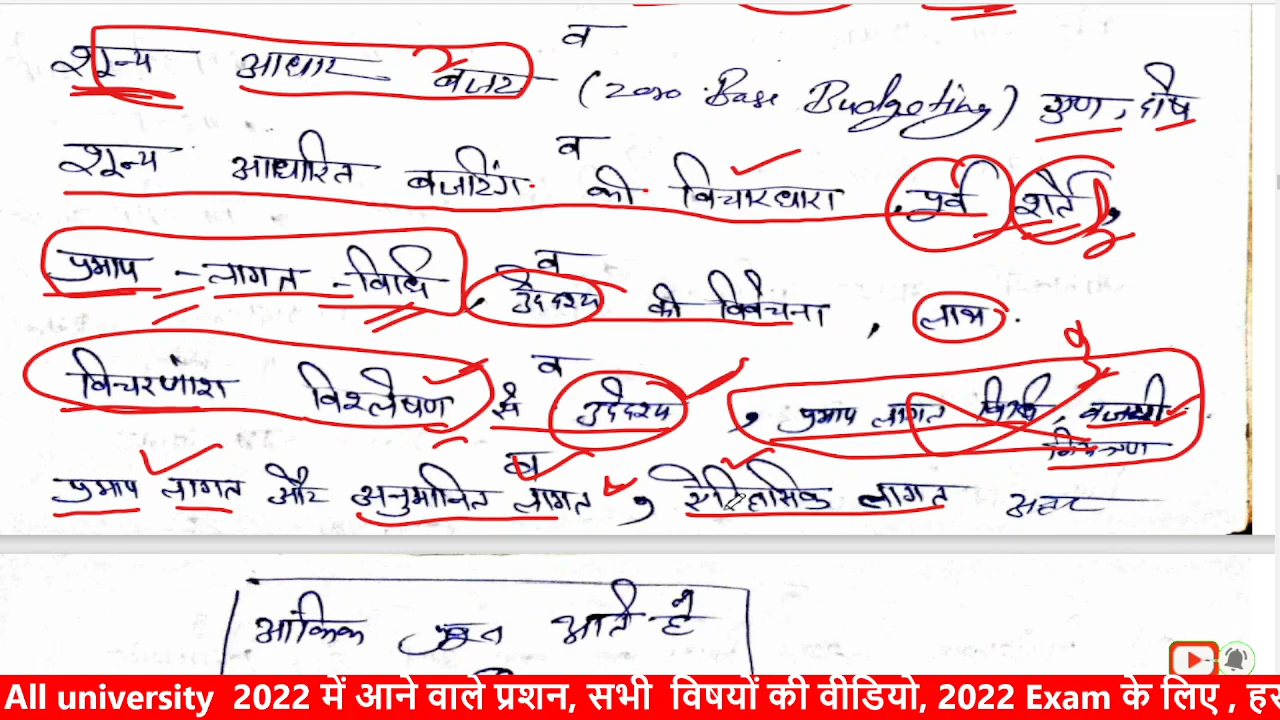 व
शून्य आधार बजट (Zero Base Budgeting) गुण, दोष
व
शून्य आधारित बजटिंग की विचारधारा, पूर्व शर्ते,
व
प्रमाप - लागत - विधि, उद्देश्य की विवेचना, लाभ.
व
विचरणांश विश्लेषण के उद्देश्य, प्रमाप लागत बजटरी
नियन्त्रण
व
प्रमाप लागत और अनुमानित लागत, ऐतिहासिक लागत अन्तर
आंकिक प्रश्न आते है
All university 2022 में आने वाले प्रशन, सभी विषयों की वीडियो, 2022 Exam के लिए , हर